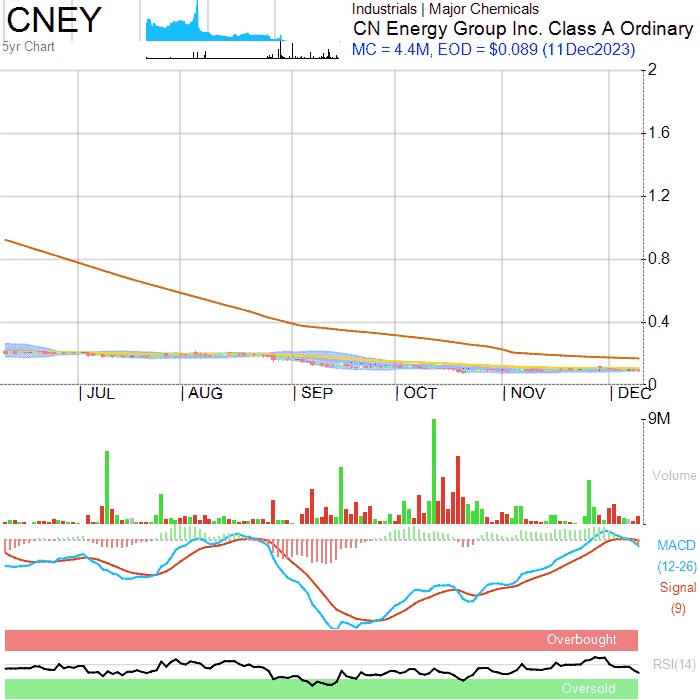 CNEY
5yr Chart
Industrials | Major Chemicals
CN Energy Group Inc. Class A Ordinary
MC = 4.4M, EOD = $0.089 (11Dec2023)
2
1.6
1.2
0.8
0.4
0
JUL AUG SEP OCT NOV DEC
9M
Volume
MACD
(12-26)
Signal
(9)
Overbought
RSI(14)
Oversold